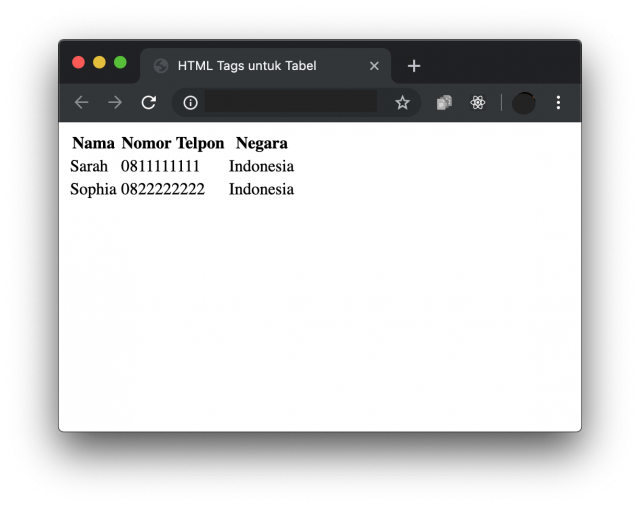 HTML Tags untuk Tabel
Nama Nomor Telpon Negara
Sarah 0811111111 Indonesia
Sophia 0822222222 Indonesia